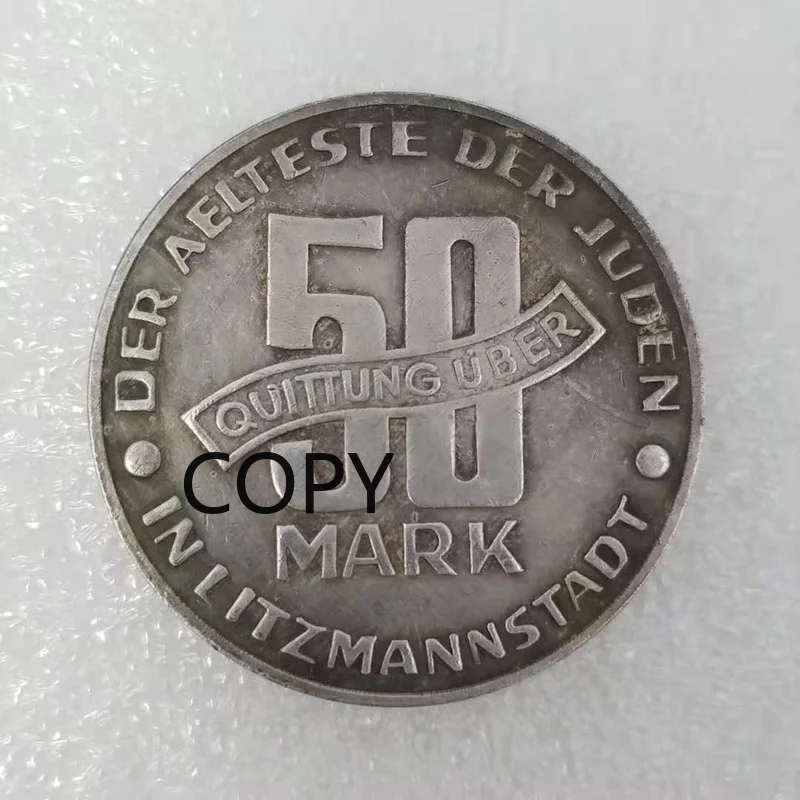 DER AELTESTE DER JUDEN
50
QUITTUNG ÜBER
COPY
MARK
IN LITZMANNSTADT